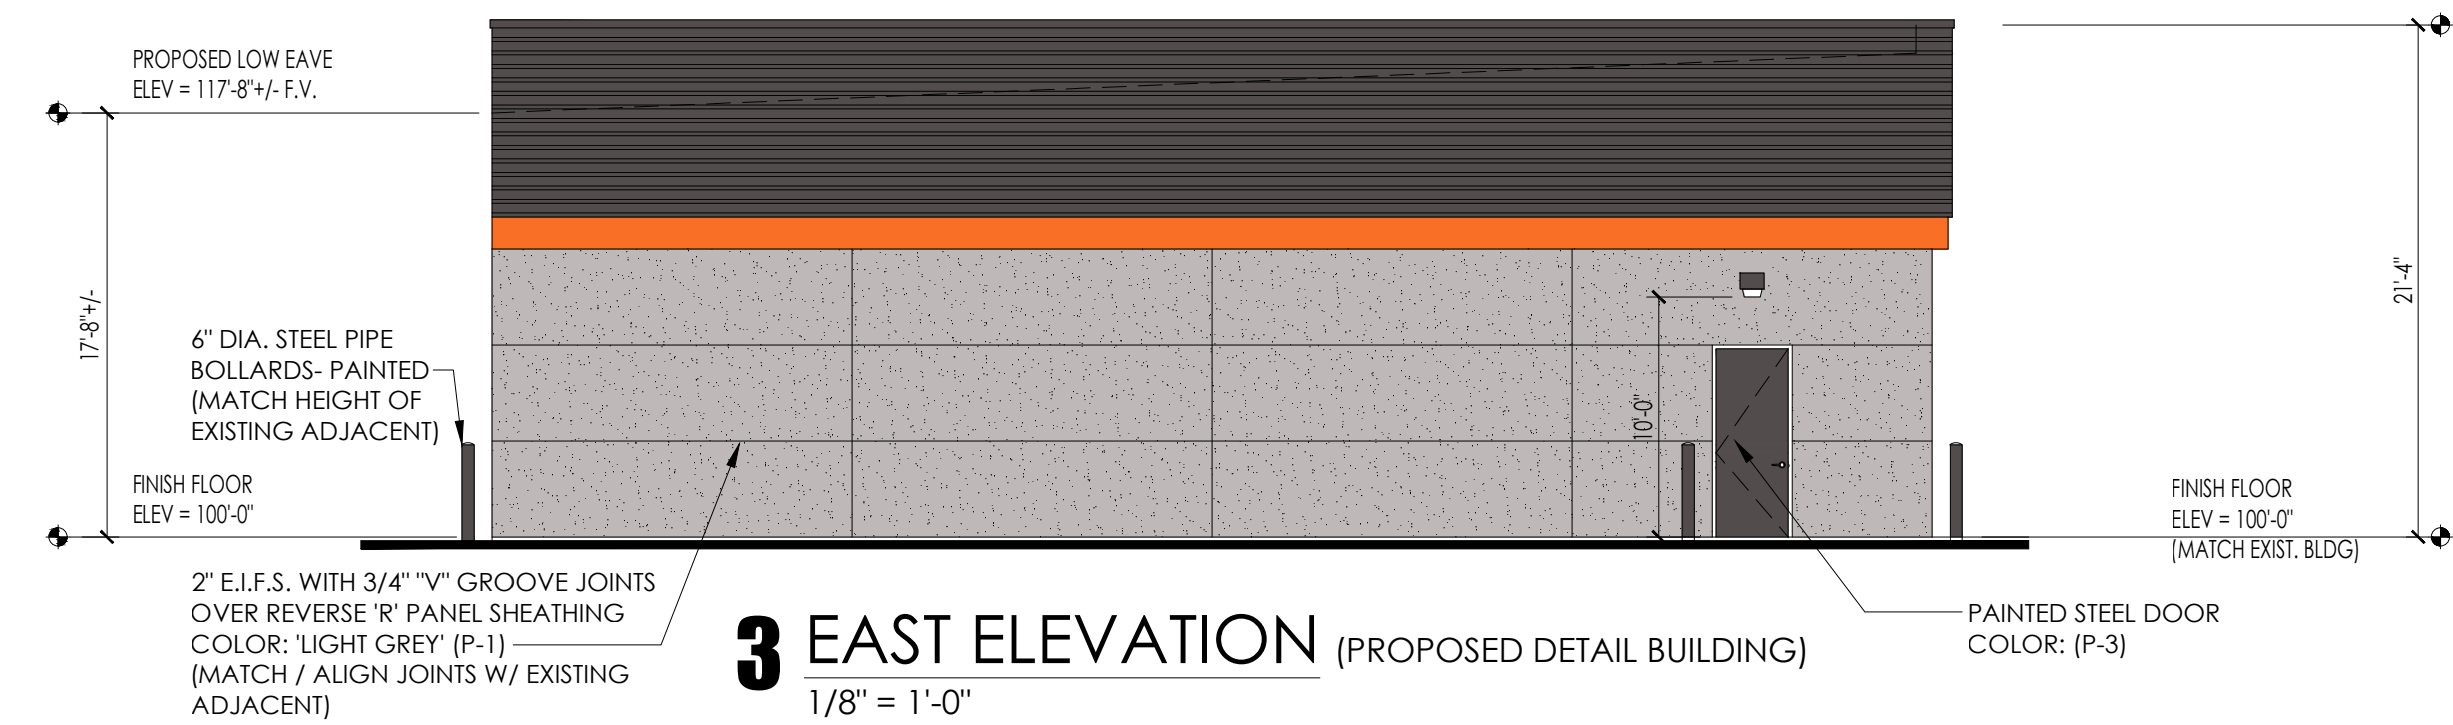 PROPOSED LOW EAVE
ELEV = 117'-8"+/- F.V.
17'-8"+/-
6" DIA. STEEL PIPE
BOLLARDS- PAINTED
(MATCH HEIGHT OF
EXISTING ADJACENT)
FINISH FLOOR
ELEV = 100'-0"
10'-0"
21'-4"
FINISH FLOOR
ELEV = 100'-0"
(MATCH EXIST. BLDG)
2" E.I.F.S. WITH 3/4" "V" GROOVE JOINTS
OVER REVERSE 'R' PANEL SHEATHING
COLOR: 'LIGHT GREY' (P-1)
(MATCH / ALIGN JOINTS W/ EXISTING
ADJACENT)
PAINTED STEEL DOOR
COLOR: (P-3)
3 EAST ELEVATION (PROPOSED DETAIL BUILDING)
1/8" = 1'-0"